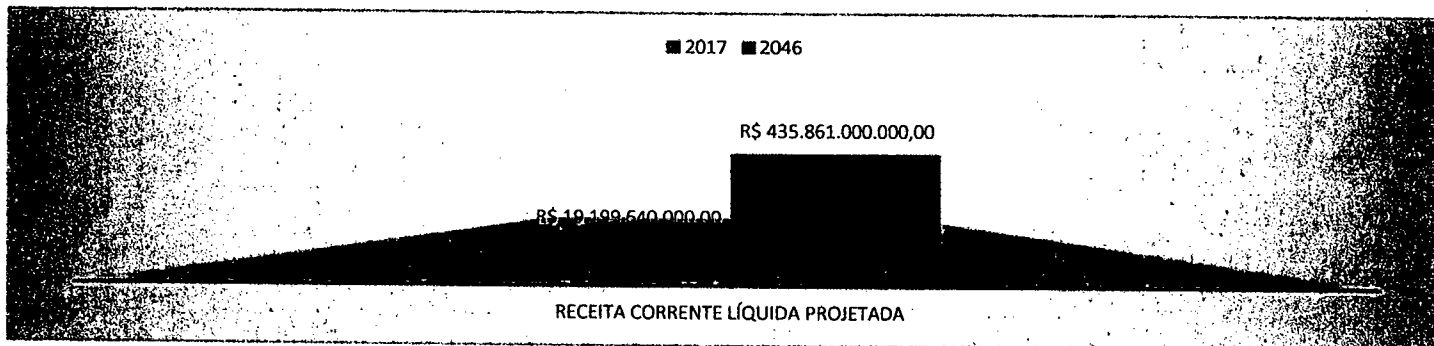 2017 2046
R$ 435.861.000.000,00
R$ 19.199.640.000,00
RECEITA CORRENTE LÍQUIDA PROJETADA